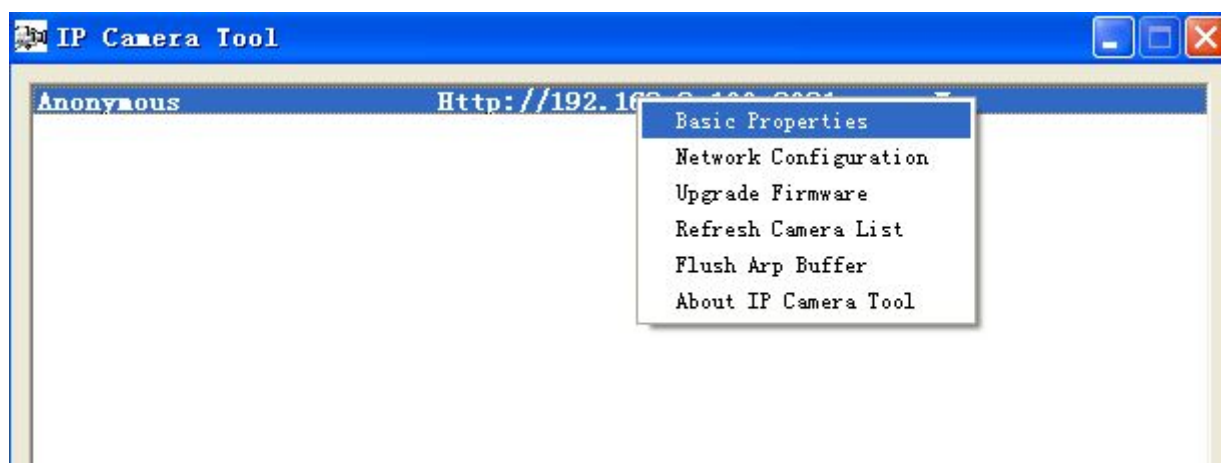 IP Camera Tool
Anonymous Http://192.
Basic Properties
Network Configuration
Upgrade Firmware
Refresh Camera List
Flush Arp Buffer
About IP Camera Tool